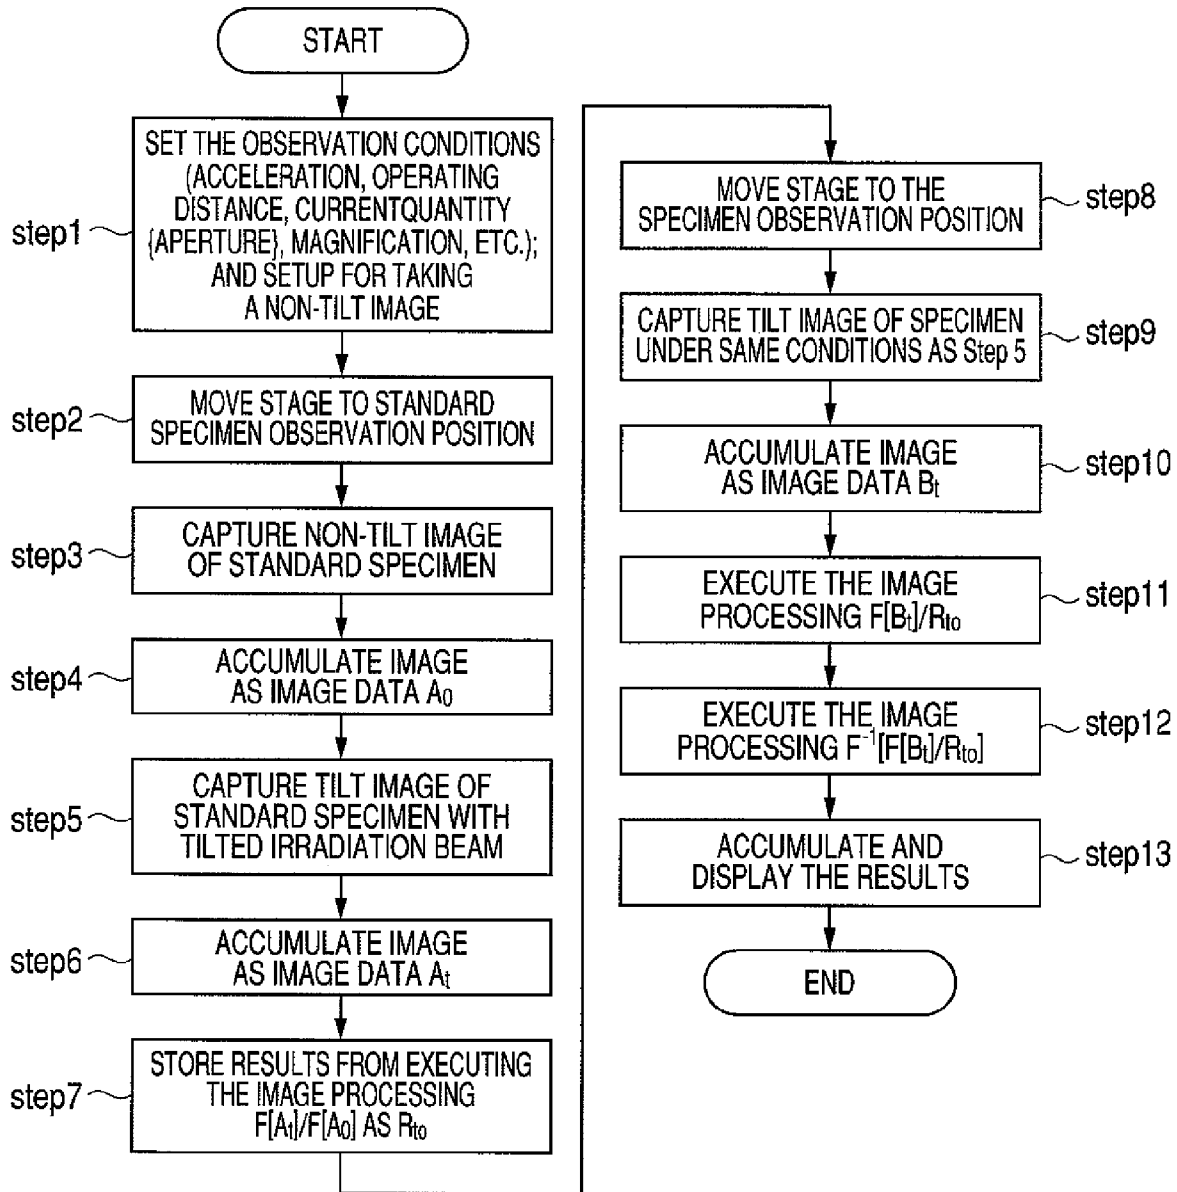 START
step1
SET THE OBSERVATION CONDITIONS
(ACCELERATION, OPERATING
DISTANCE, CURRENTQUANTITY
{APERTURE}, MAGNIFICATION, ETC.);
AND SETUP FOR TAKING
A NON-TILT IMAGE
step2
MOVE STAGE TO STANDARD
SPECIMEN OBSERVATION POSITION
step3
CAPTURE NON-TILT IMAGE
OF STANDARD SPECIMEN
step4
ACCUMULATE IMAGE
AS IMAGE DATA A0
step5
CAPTURE TILT IMAGE OF
STANDARD SPECIMEN WITH
TILTED IRRADIATION BEAM
step6
ACCUMULATE IMAGE
AS IMAGE DATA At
step7
STORE RESULTS FROM EXECUTING
THE IMAGE PROCESSING
F[At]/F[A0] AS Rto
MOVE STAGE TO THE
SPECIMEN OBSERVATION POSITION
step8
CAPTURE TILT IMAGE OF SPECIMEN
UNDER SAME CONDITIONS AS Step 5
step9
ACCUMULATE IMAGE
AS IMAGE DATA Bt
step10
EXECUTE THE IMAGE
PROCESSING F[Bt]/Rto
step11
EXECUTE THE IMAGE
PROCESSING F-1[F[Bt]/Rto]
step12
ACCUMULATE AND
DISPLAY THE RESULTS
step13
END